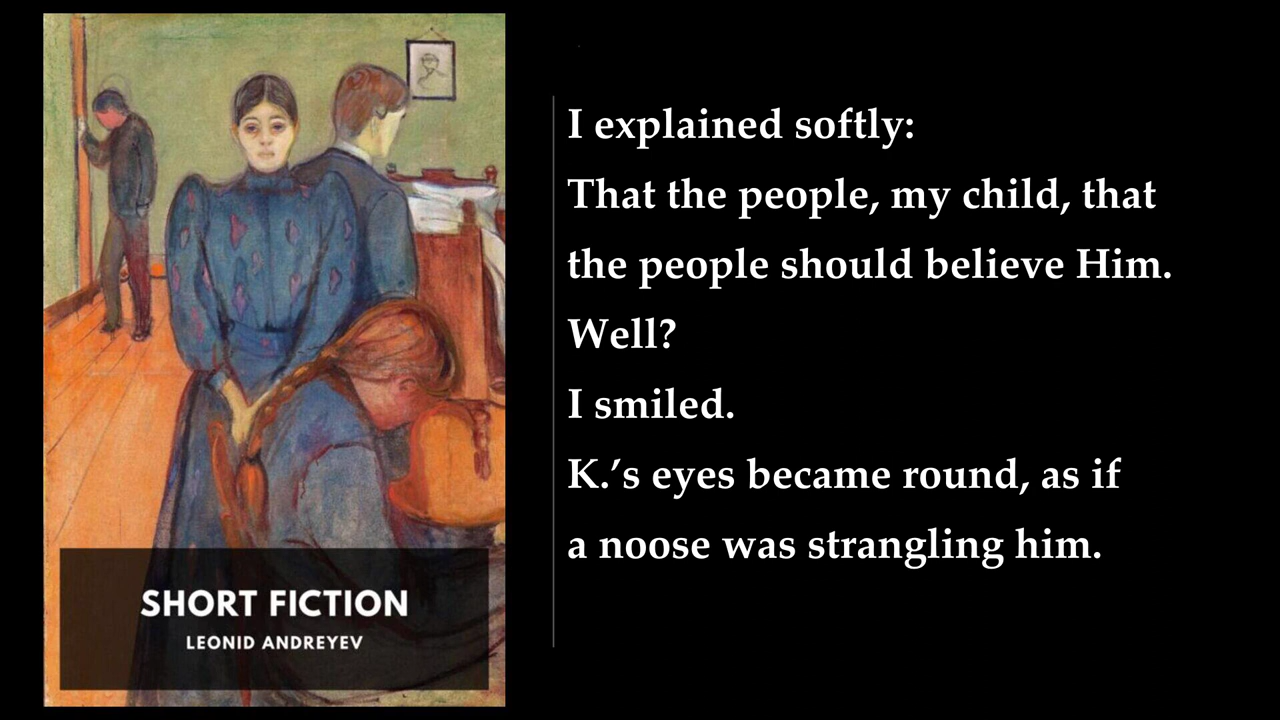 SHORT FICTION
LEONID ANDREYEV
I explained softly:
That the people, my child, that
the people should believe Him.
Well?
I smiled.
K.’s eyes became round, as if
a noose was strangling him.